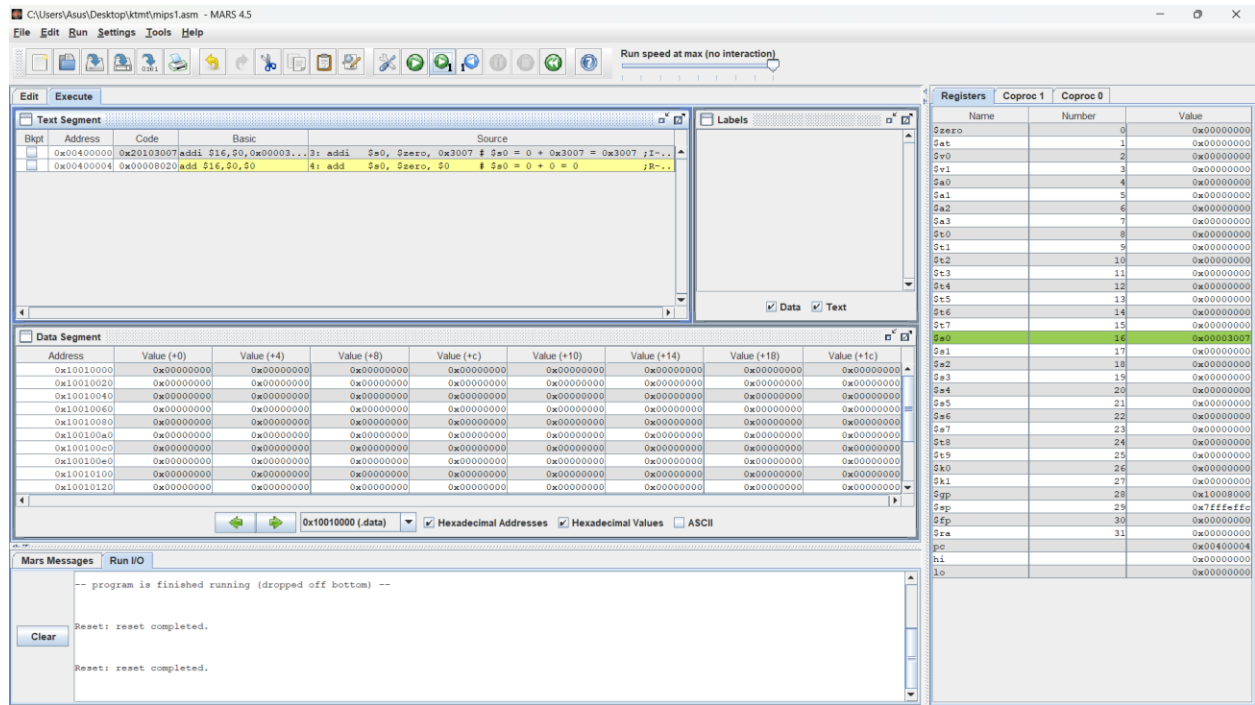 C:\Users\Asus\Desktop\ktmt\mips1.asm - MARS 4.5
File Edit Run Settings Tools Help
Run speed at max (no interaction)
Edit Execute
Text Segment
Bkpt Address Code Basic Source
0x00400000 0x20103007 addi $16,$0,0x00003... 3: addi $s0, $zero, 0x3007 # $s0 = 0 + 0x3007 = 0x3007 ;I-..
0x00400004 0x00008020 add $16,$0,$0 4: add $s0, $zero, $0 # $s0 = 0 + 0 = 0 ;R-..
Labels
Data Text
Data Segment
Address Value (+0) Value (+4) Value (+8) Value (+c) Value (+10) Value (+14) Value (+18) Value (+1c)
0x10010000 0x00000000 0x00000000 0x00000000 0x00000000 0x00000000 0x00000000 0x00000000 0x00000000
0x10010020 0x00000000 0x00000000 0x00000000 0x00000000 0x00000000 0x00000000 0x00000000 0x00000000
0x10010040 0x00000000 0x00000000 0x00000000 0x00000000 0x00000000 0x00000000 0x00000000 0x00000000
0x10010060 0x00000000 0x00000000 0x00000000 0x00000000 0x00000000 0x00000000 0x00000000 0x00000000
0x10010080 0x00000000 0x00000000 0x00000000 0x00000000 0x00000000 0x00000000 0x00000000 0x00000000
0x100100a0 0x00000000 0x00000000 0x00000000 0x00000000 0x00000000 0x00000000 0x00000000 0x00000000
0x100100c0 0x00000000 0x00000000 0x00000000 0x00000000 0x00000000 0x00000000 0x00000000 0x00000000
0x100100e0 0x00000000 0x00000000 0x00000000 0x00000000 0x00000000 0x00000000 0x00000000 0x00000000
0x10010100 0x00000000 0x00000000 0x00000000 0x00000000 0x00000000 0x00000000 0x00000000 0x00000000
0x10010120 0x00000000 0x00000000 0x00000000 0x00000000 0x00000000 0x00000000 0x00000000 0x00000000
0x10010000 (.data) Hexadecimal Addresses Hexadecimal Values ASCII
Mars Messages Run I/O
-- program is finished running (dropped off bottom) --
Reset: reset completed.
Clear
Reset: reset completed.
Registers Coproc 1 Coproc 0
Name Number Value
$zero 0 0x00000000
$at 1 0x00000000
$v0 2 0x00000000
$v1 3 0x00000000
$a0 4 0x00000000
$a1 5 0x00000000
$a2 6 0x00000000
$a3 7 0x00000000
$t0 8 0x00000000
$t1 9 0x00000000
$t2 10 0x00000000
$t3 11 0x00000000
$t4 12 0x00000000
$t5 13 0x00000000
$t6 14 0x00000000
$t7 15 0x00000000
$s0 16 0x00003007
$s1 17 0x00000000
$s2 18 0x00000000
$s3 19 0x00000000
$s4 20 0x00000000
$s5 21 0x00000000
$s6 22 0x00000000
$s7 23 0x00000000
$t8 24 0x00000000
$t9 25 0x00000000
$k0 26 0x00000000
$k1 27 0x00000000
$gp 28 0x10008000
$sp 29 0x7fffeffc
$fp 30 0x00000000
$ra 31 0x00000000
pc 0x00400004
hi 0x00000000
lo 0x00000000